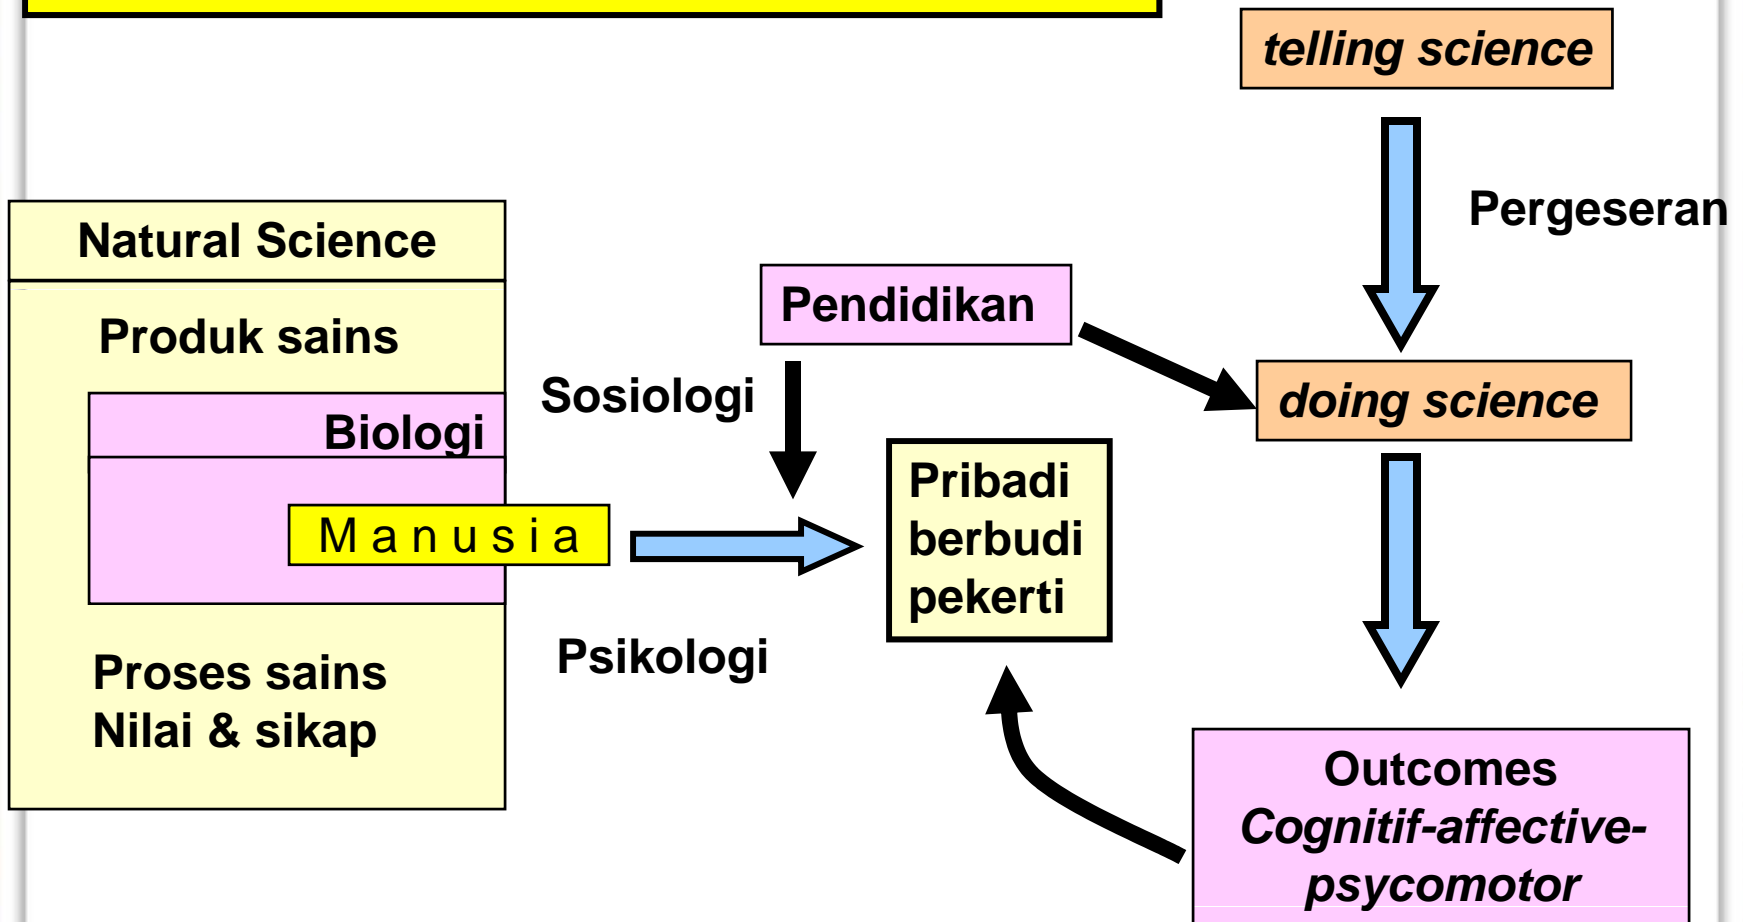 telling science
Pergeseran
Natural Science
Pendidikan
Produk sains
Sosiologi
doing science
Biologi
Pribadi
berbudi
pekerti
M a n u s i a
Psikologi
Proses sains
Nilai & sikap
Outcomes
Cognitif-affective-
psycomotor